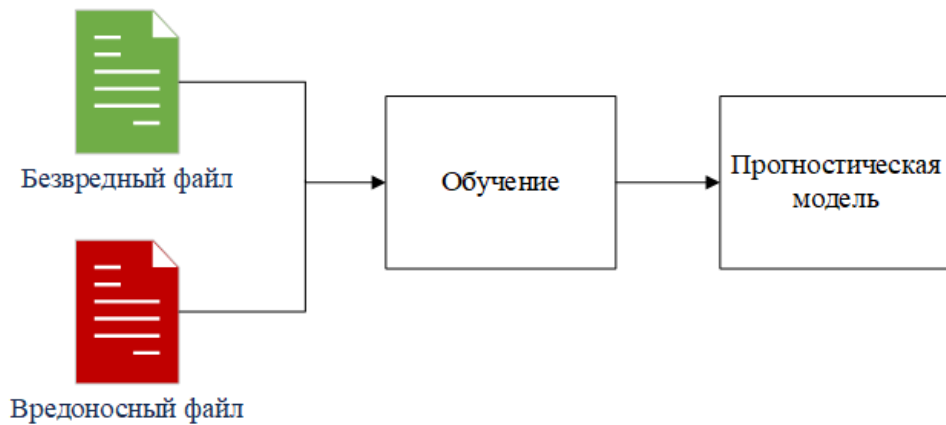 Безвредный файл
Обучение
Прогностическая
модель
Вредоносный файл